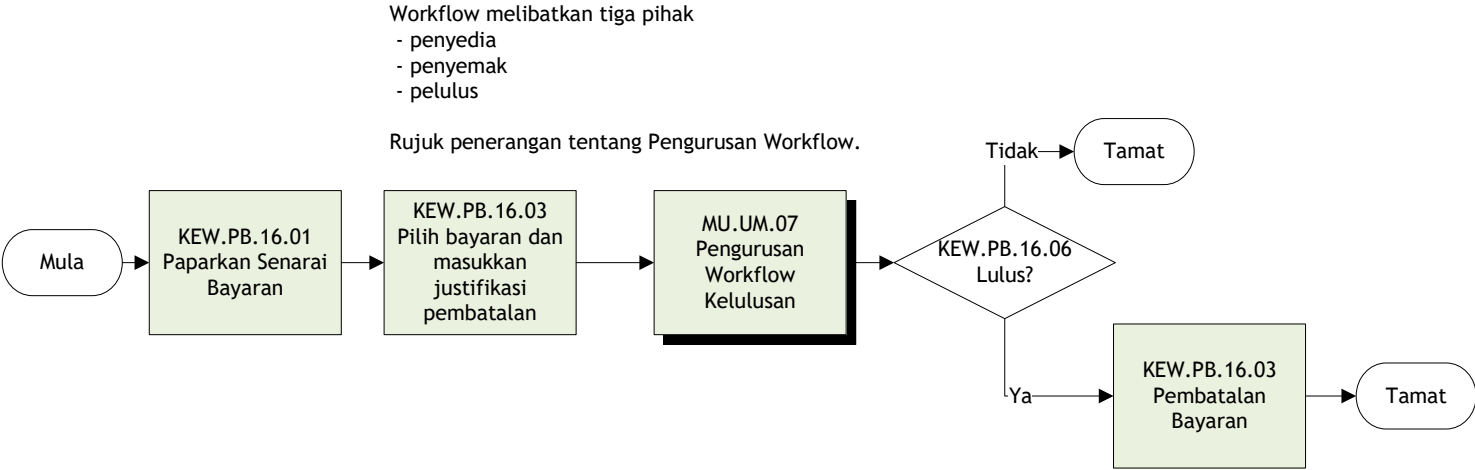 Workflow melibatkan tiga pihak
- penyedia
- penyemak
- pelulus
Rujuk penerangan tentang Pengurusan Workflow.
Mula
KEW.PB.16.01
Paparkan Senarai
Bayaran
KEW.PB.16.03
Pilih bayaran dan
masukkan
justifikasi
pembatalan
MU.UM.07
Pengurusan
Workflow
Kelulusan
KEW.PB.16.06
Lulus?
Tidak
Tamat
Ya
KEW.PB.16.03
Pembatalan
Bayaran
Tamat